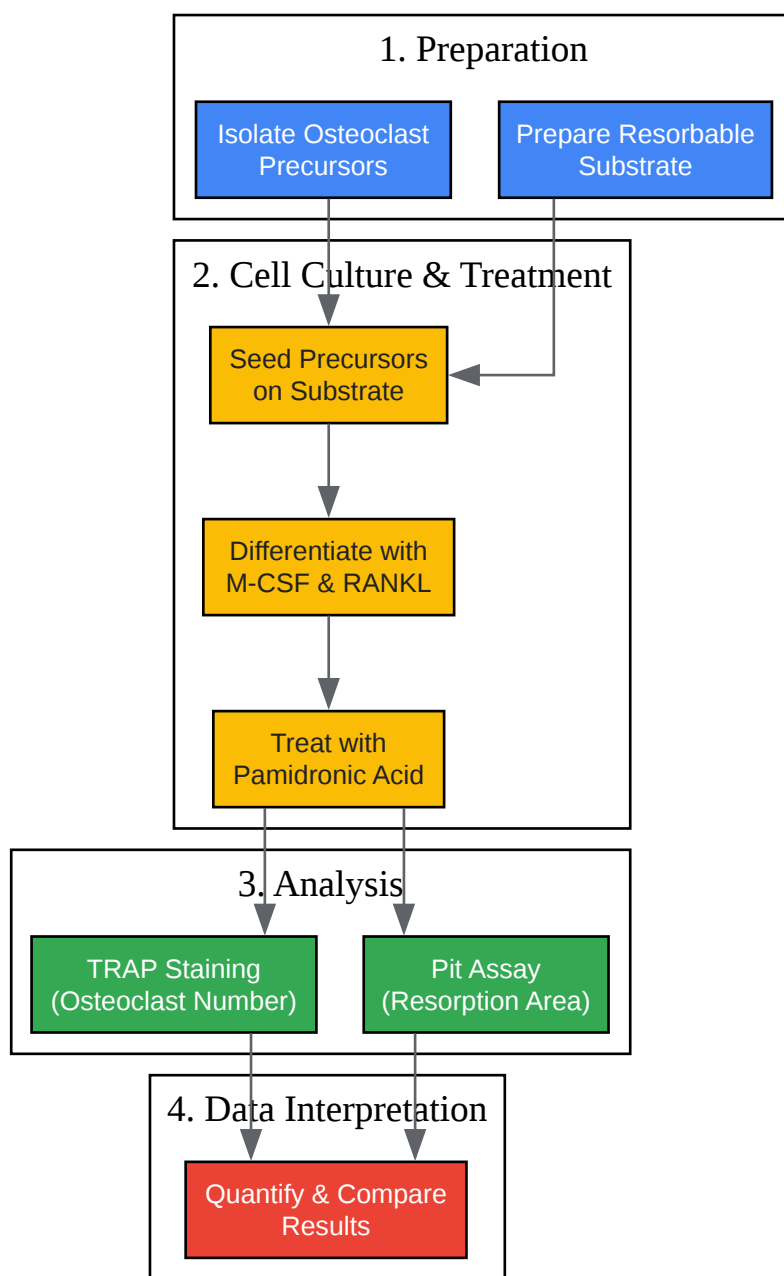 1. Preparation
Isolate Osteoclast
Precursors
Prepare Resorbable
Substrate
2. Cell Culture & Treatment
Seed Precursors
on Substrate
Differentiate with
M-CSF & RANKL
Treat with
Pamidronic Acid
3. Analysis
TRAP Staining
(Osteoclast Number)
Pit Assay
(Resorption Area)
4. Data Interpretation
Quantify & Compare
Results